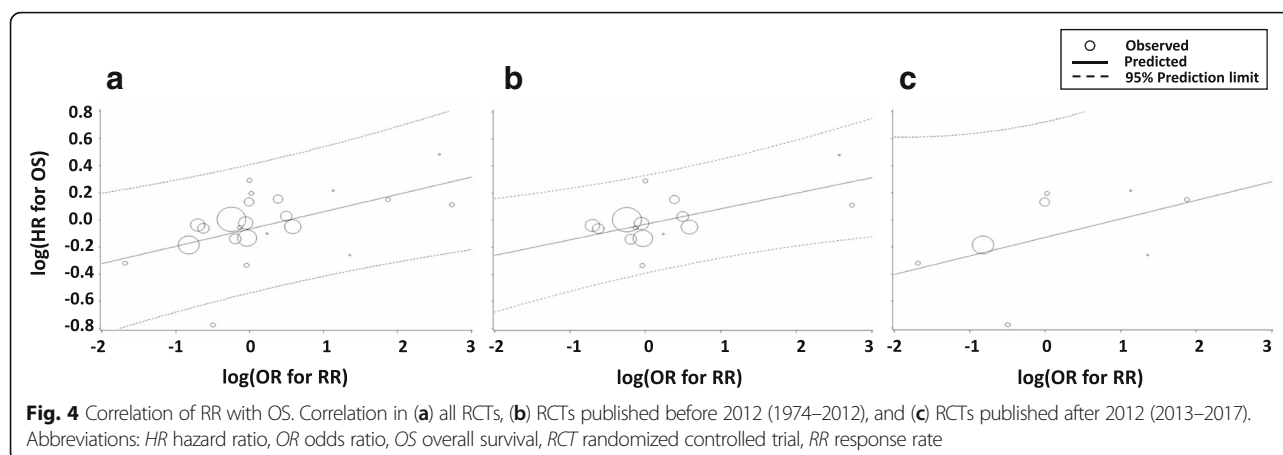 Observed
Predicted
95% Prediction limit
a
b
c
log(HR for OS)
0.8
0.6
0.4
0.2
0.0
-0.2
-0.4
-0.6
-0.8
-2 -1 0 1 2 3
-2 -1 0 1 2 3
-2 -1 0 1 2 3
log(OR for RR)
log(OR for RR)
log(OR for RR)
Fig. 4 Correlation of RR with OS. Correlation in (a) all RCTs, (b) RCTs published before 2012 (1974–2012), and (c) RCTs published after 2012 (2013–2017).
Abbreviations: HR hazard ratio, OR odds ratio, OS overall survival, RCT randomized controlled trial, RR response rate